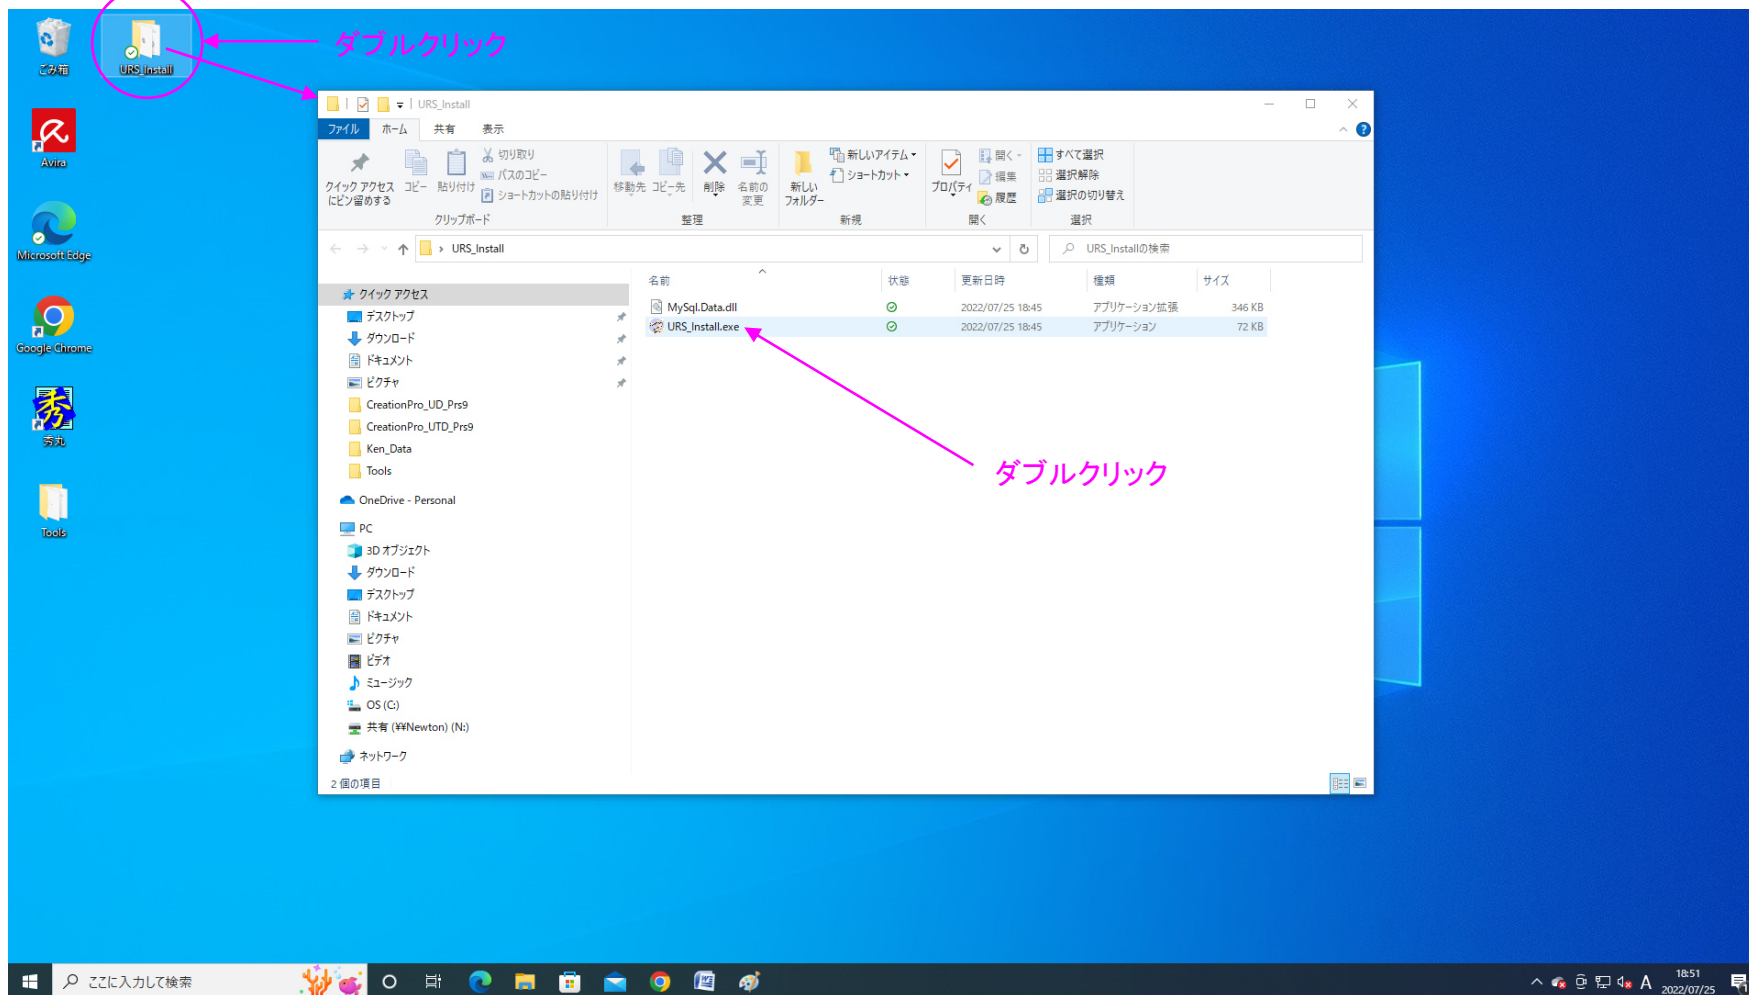 ごみ箱
URS_Install
ダブルクリック
Avira
Microsoft Edge
Google Chrome
秀
秀丸
Tools
URS_Install
ファイル ホーム 共有 表示
クイック アクセス
にピン留めする
コピー
貼り付け
切り取り
パスのコピー
ショートカットの貼り付け
クリップボード
移動先 コピー先 削除 名前の
変更
整理
新しい
フォルダー
新しいアイテム
ショートカット
新規
プロパティ
開く
編集
履歴
開く
すべて選択
選択解除
選択の切り替え
選択
› URS_Install
URS_Installの検索
名前 状態 更新日時 種類 サイズ
MySql.Data.dll 2022/07/25 18:45 アプリケーション拡張 346 KB
URS_Install.exe 2022/07/25 18:45 アプリケーション 72 KB
ダブルクリック
クイック アクセス
デスクトップ
ダウンロード
ドキュメント
ピクチャ
CreationPro_UD_Prs9
CreationPro_UTD_Prs9
Ken_Data
Tools
OneDrive - Personal
PC
3D オブジェクト
ダウンロード
デスクトップ
ドキュメント
ピクチャ
ビデオ
ミュージック
OS (C:)
共有 (¥¥Newton) (N:)
ネットワーク
2 個の項目
ここに入力して検索
A
18:51
2022/07/25